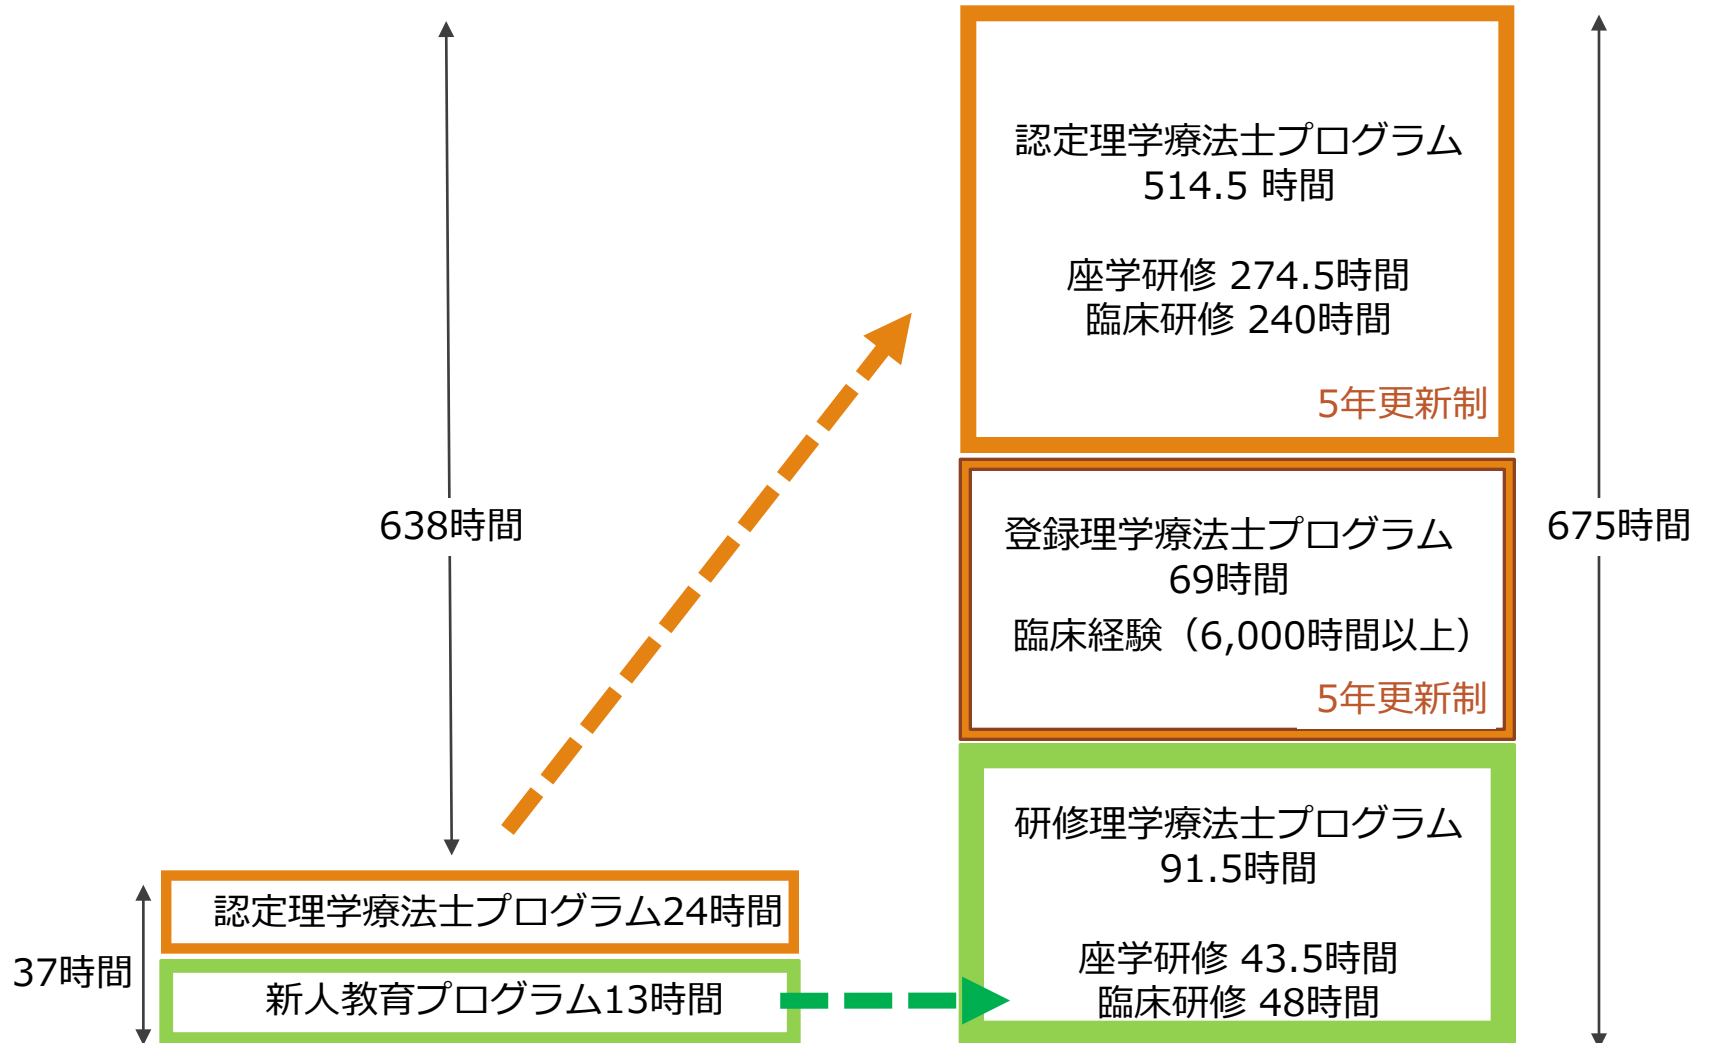 638時間
37時間
認定理学療法士プログラム24時間
新人教育プログラム13時間
認定理学療法士プログラム
514.5 時間
座学研修 274.5時間
臨床研修 240時間
5年更新制
登録理学療法士プログラム
69時間
臨床経験（6,000時間以上）
5年更新制
研修理学療法士プログラム
91.5時間
座学研修 43.5時間
臨床研修 48時間
675時間